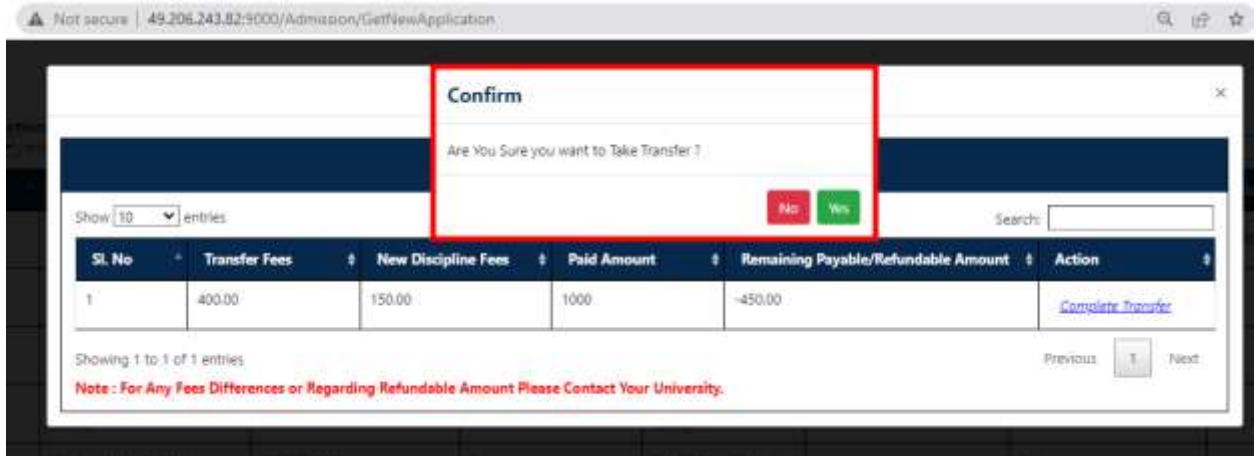 Not secure | 49.206.243.82:9000/Admission/GetNewApplication
Confirm
×
Are You Sure you want to Take Transfer ?
No Yes
Show 10 entries
Search:
Sl. No Transfer Fees New Discipline Fees Paid Amount Remaining Payable/Refundable Amount Action
1 400.00 150.00 1000 -450.00 Complete Transfer
Showing 1 to 1 of 1 entries
Previous 1 Next
Note : For Any Fees Differences or Regarding Refundable Amount Please Contact Your University.